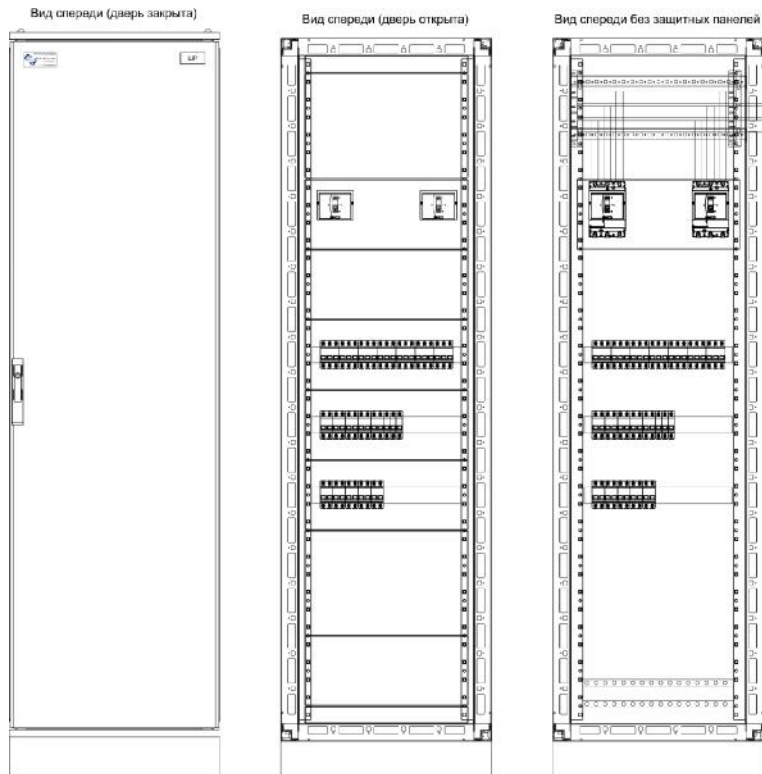 Вид спереди (дверь закрыта)
Вид спереди (дверь открыта)
Вид спереди без защитных панелей